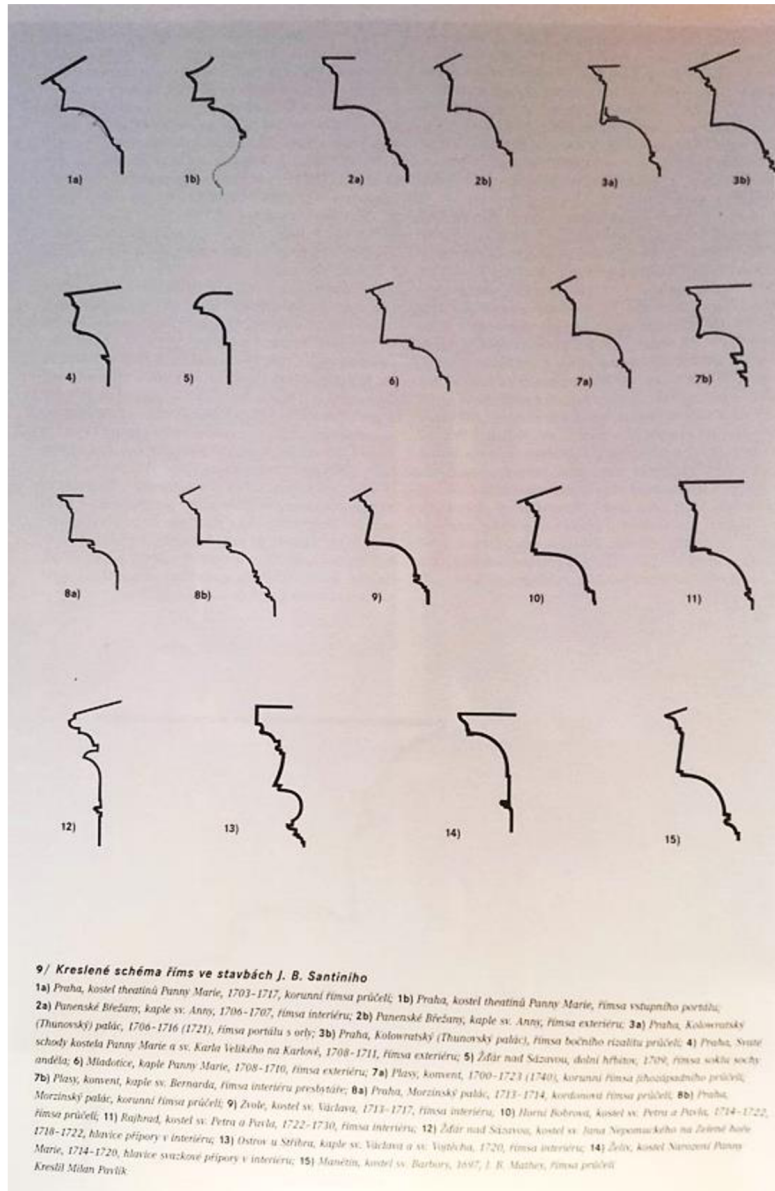 1a) 1b) 2a) 2b) 3a) 3b)
4) 5) 6) 7a) 7b)
8a) 8b) 9) 10) 11)
12) 13) 14) 15)
9/ Kreslené schéma říms ve stavbách J. B. Santiniho
1a) Praha, kostel theatinů Panny Marie, 1703–1717, korunní římsa průčelí; 1b) Praha, kostel theatinů Panny Marie, římsa vstupního portálu;
2a) Panenské Břežany, kaple sv. Anny, 1706–1707, římsa interiéru; 2b) Panenské Břežany, kaple sv. Anny, římsa exteriéru; 3a) Praha, Kolowratský
(Thunovský) palác, 1706–1716 (1721), římsa portálu s orly; 3b) Praha, Kolowratský (Thunovský palác), římsa bočního rizalitu průčelí; 4) Praha, Svaté
schody kostela Panny Marie a sv. Karla Velikého na Karlově, 1708–1711, římsa exteriéru; 5) Žďár nad Sázavou, dolní hřbitov, 1709, římsa soklu sochy
anděla; 6) Mladotice, kaple Panny Marie, 1708–1710, římsa exteriéru; 7a) Plasy, konvent, 1700–1723 (1740), korunní římsa jihozápadního průčelí;
7b) Plasy, konvent, kaple sv. Bernarda, římsa interiéru presbytáře; 8a) Praha, Morzinský palác, 1713–1714, kordonová římsa průčelí; 8b) Praha,
Morzinský palác, korunní římsa průčelí; 9) Zvole, kostel sv. Václava, 1713–1717, římsa interiéru, 10) Horní Bobrová, kostel sv. Petra a Pavla, 1714–1722,
římsa průčelí; 11) Rajhrad, kostel sv. Petra a Pavla, 1722–1730, římsa interiéru; 12) Žďár nad Sázavou, kostel sv. Jana Nepomuckého na Zelené hoře
1718–1722, hlavice přípory v interiéru; 13) Ostrov u Stříbra, kaple sv. Václava a sv. Vojtěcha, 1720, římsa interiéru; 14) Želiv, kostel Narození Panny
Marie, 1714–1720, hlavice svazkové přípory v interiéru; 15) Manětín, kostel sv. Barbory, 1697, J. B. Mathey, římsa průčelí
Kreslil Milan Pavlík